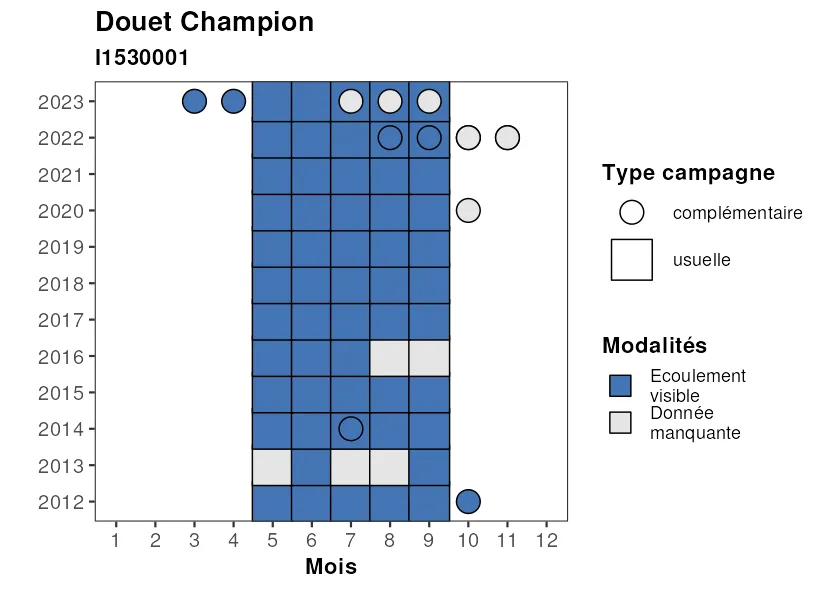 Douet Champion
I1530001
2023
2022
2021
2020
2019
2018
2017
2016
2015
2014
2013
2012
1 2 3 4 5 6 7 8 9 10 11 12
Mois
Type campagne
complémentaire
usuelle
Modalités
Ecoulement
visible
Donnée
manquante